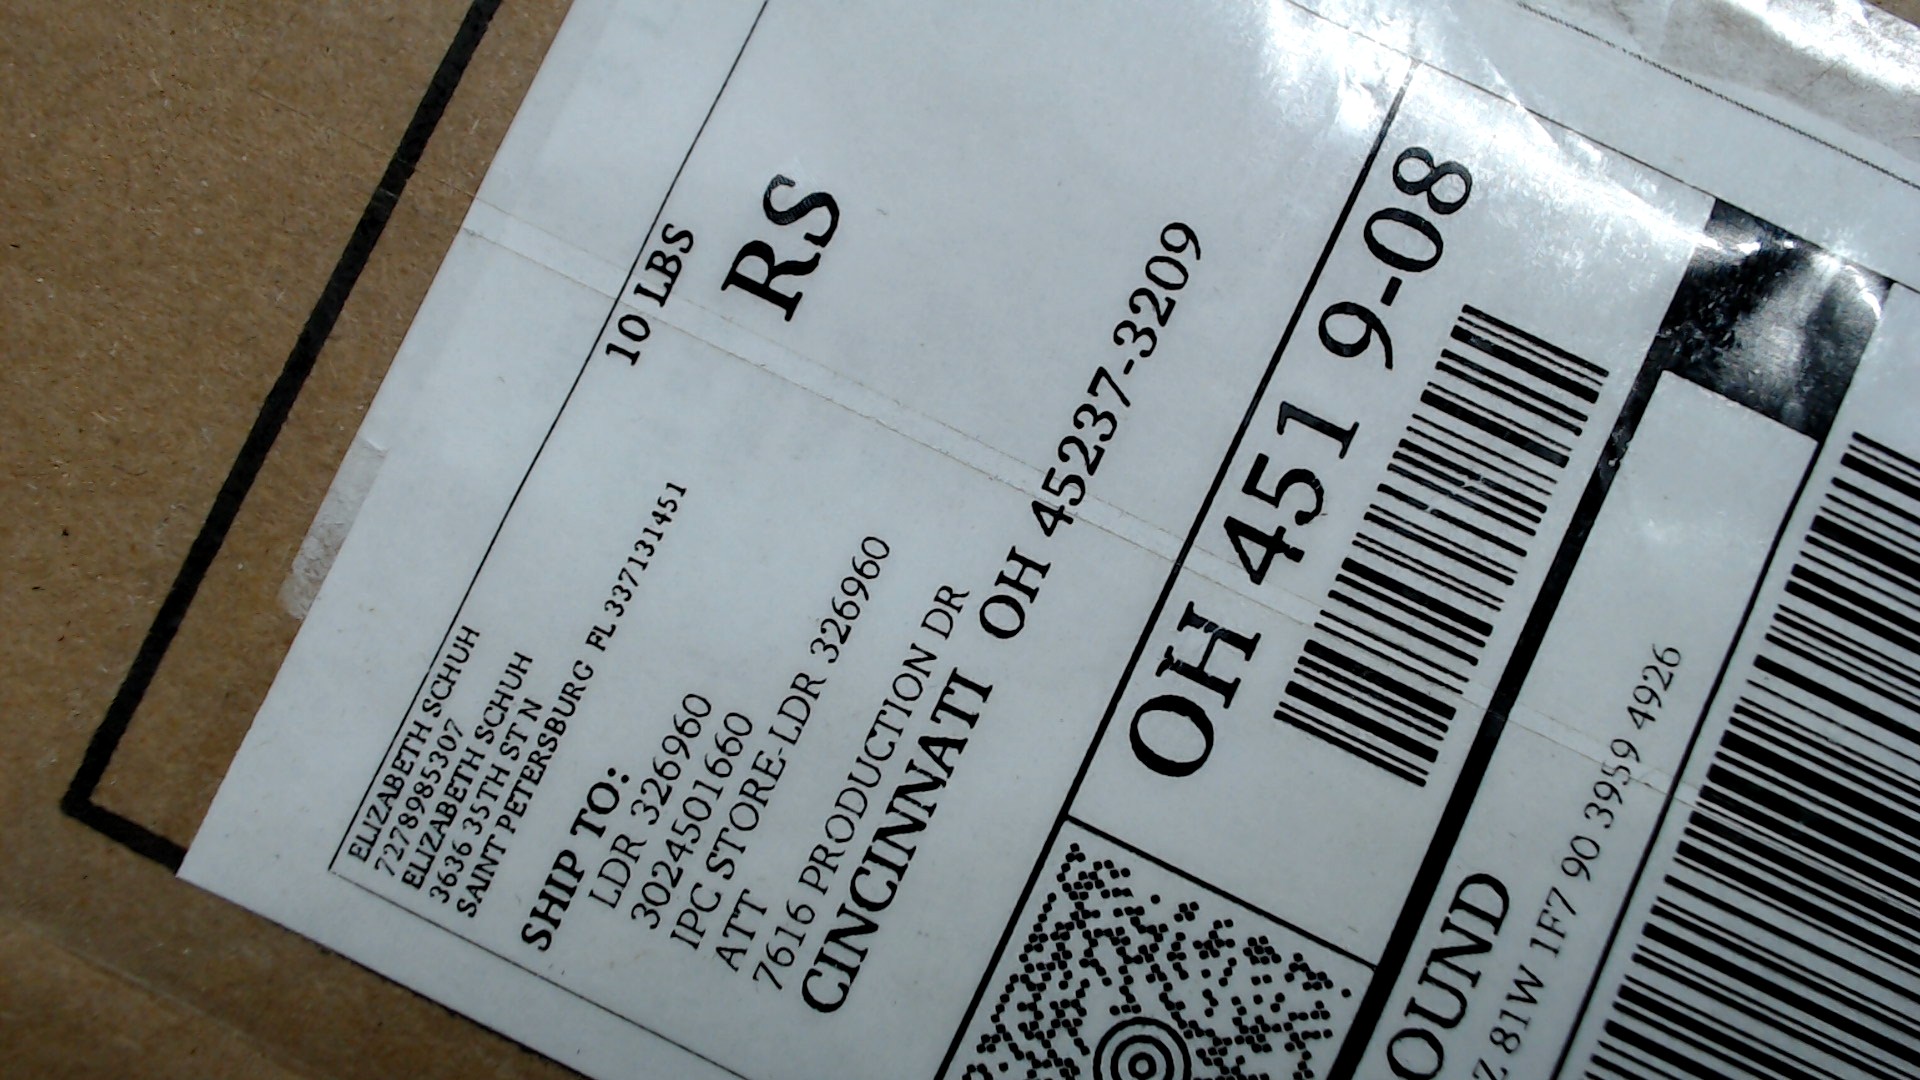 10 LBS
RS
ELIZABETH SCHUH
7278985307
ELIZABETH SCHUH
3636 35TH ST N
SAINT PETERSBURG FL 337131451
SHIP TO:
LDR 326960
3024501660
IPC STORE-LDR 326960
ATT
7616 PRODUCTION DR
CINCINNATI OH 45237-3209
OH 451 9-08
OUND
Z 81W 1F7 90 3959 4926